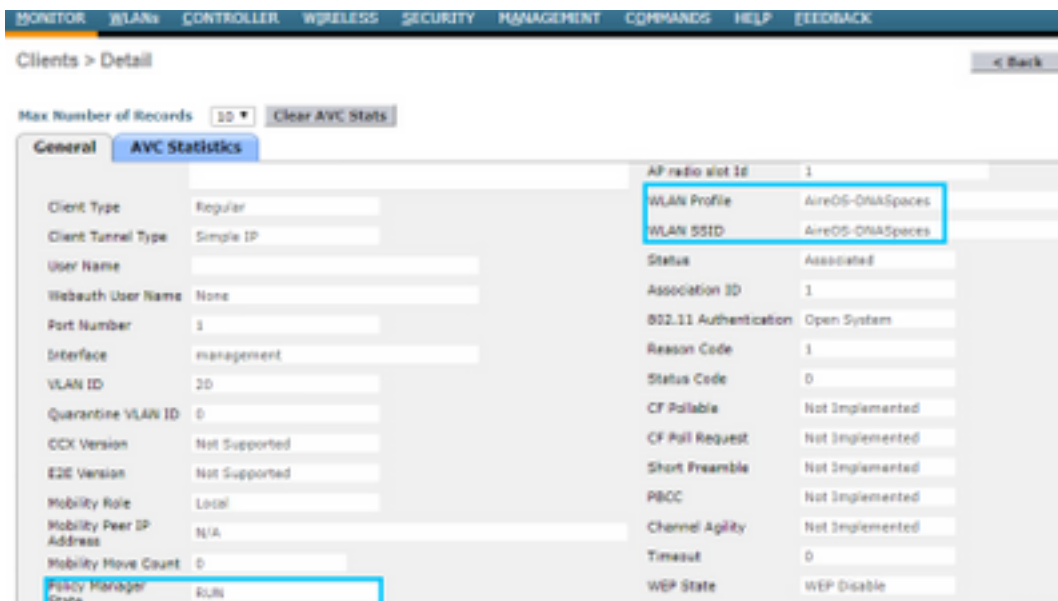 MONITOR WLANs CONTROLLER WIRELESS SECURITY MANAGEMENT COMMANDS HELP FEEDBACK
Clients > Detail
< Back
Max Number of Records 10 Clear AVC Stats
General AVC Statistics
Client Type Regular
Client Tunnel Type Simple IP
User Name
Webauth User Name None
Port Number 1
Interface management
VLAN ID 20
Quarantine VLAN ID 0
CCX Version Not Supported
E2E Version Not Supported
Mobility Role Local
Mobility Peer IP
Address N/A
Mobility Move Count 0
Policy Manager
State RUN
AP radio slot Id 1
WLAN Profile AireOS-DNASpaces
WLAN SSID AireOS-DNASpaces
Status Associated
Association ID 1
802.11 Authentication Open System
Reason Code 1
Status Code 0
CF Pollable Not Implemented
CF Poll Request Not Implemented
Short Preamble Not Implemented
PBCC Not Implemented
Channel Agility Not Implemented
Timeout 0
WEP State WEP Disable